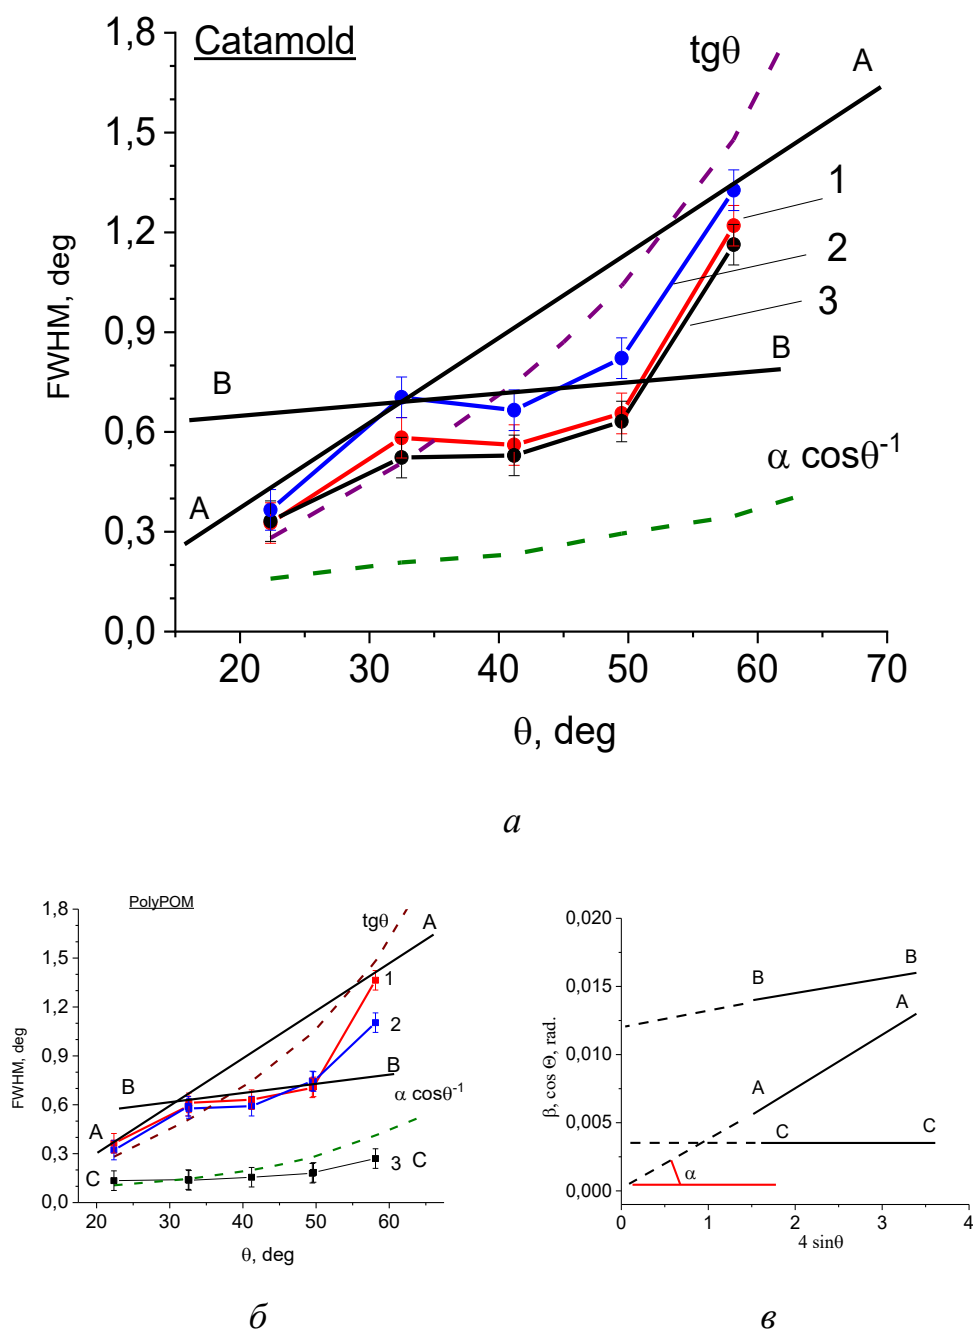 Catamold
tgθ
A
1
2
3
B
B
α cosθ⁻¹
A
FWHM, deg
1,8
1,5
1,2
0,9
0,6
0,3
0,0
20 30 40 50 60 70
θ, deg
а
PolyPOM
tgθ
A
1
2
B
B
α cosθ⁻¹
A
C
3 C
FWHM, deg
1,8
1,5
1,2
0,9
0,6
0,3
0,0
20 30 40 50 60
θ, deg
б
0,020
0,015
0,010
0,005
0,000
β, cos Θ, rad.
B
B
A
A
C
C
α
0 1 2 3 4
4 sinθ
в